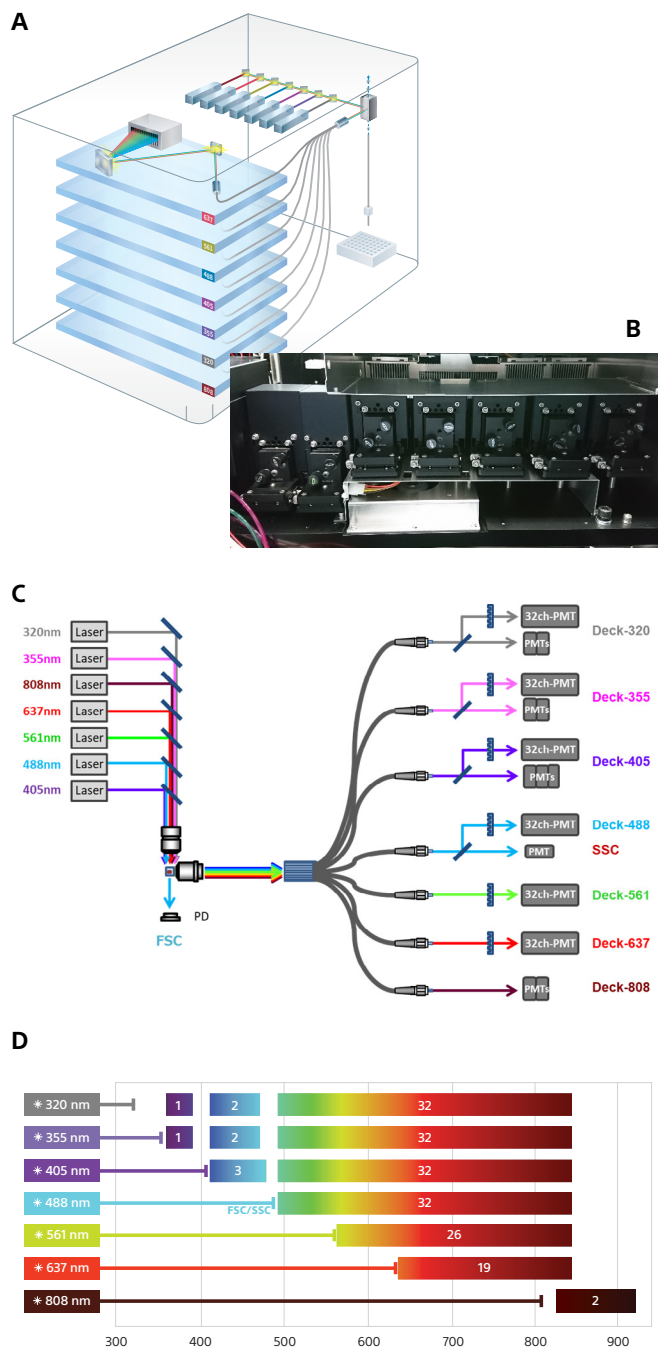 A
637
561
488
405
355
320
808
B
C
320nm Laser
355nm Laser
808nm Laser
637nm Laser
561nm Laser
488nm Laser
405nm Laser
PD
FSC
32ch-PMT
PMTs
Deck-320
32ch-PMT
PMTs
Deck-355
32ch-PMT
PMTs
Deck-405
32ch-PMT
Deck-488
PMT
SSC
32ch-PMT
Deck-561
32ch-PMT
Deck-637
PMTs
Deck-808
D
320 nm 1 2 32
355 nm 1 2 32
405 nm 3 32
488 nm 32
FSC/SSC
561 nm 26
637 nm 19
808 nm 2
300 400 500 600 700 800 900